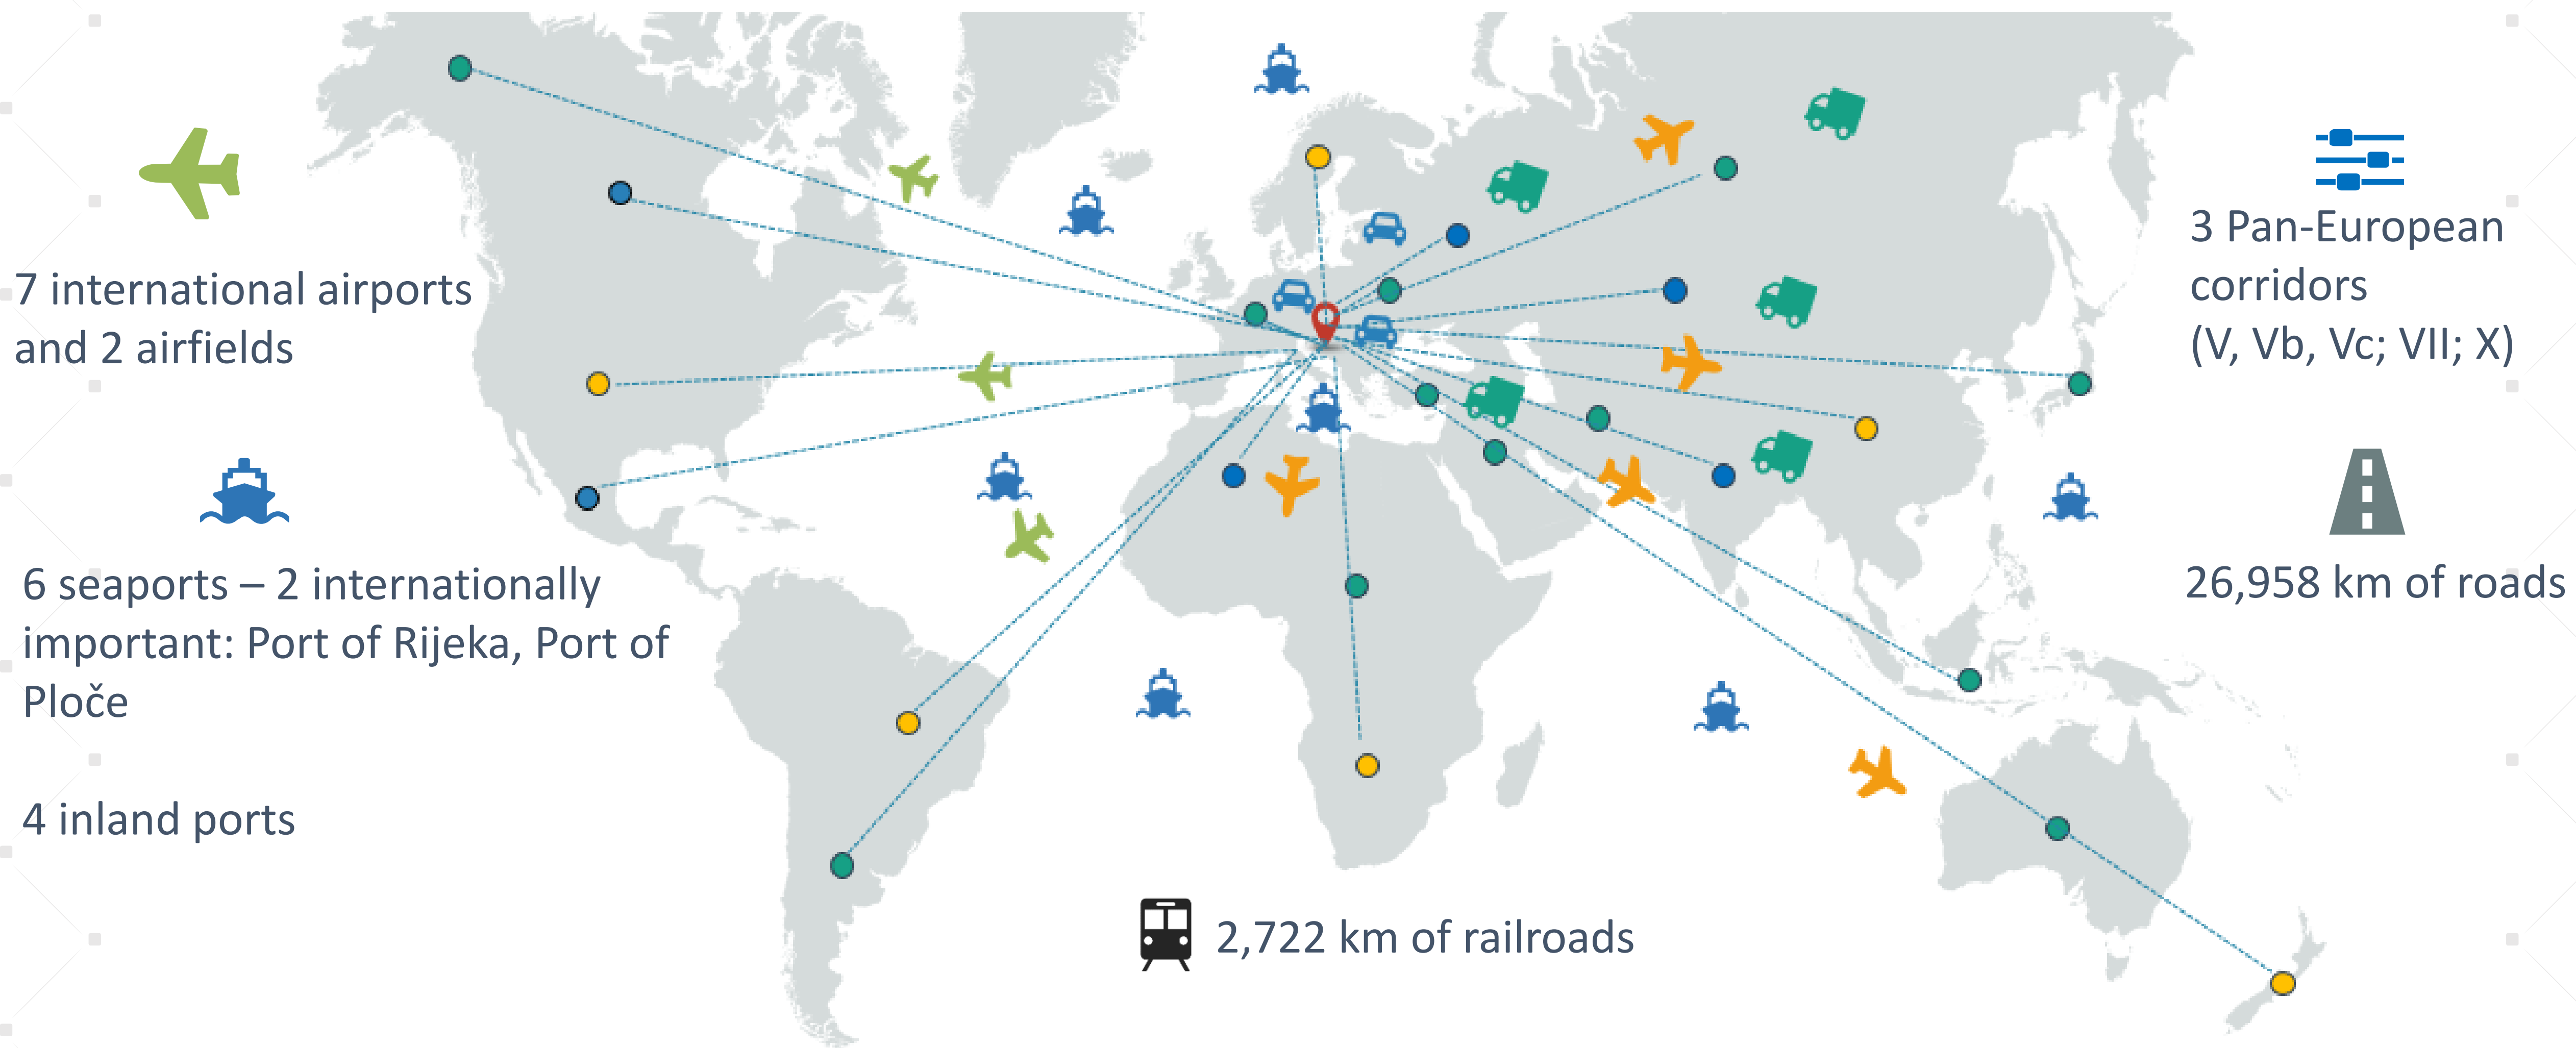 7 international airports
and 2 airfields
6 seaports – 2 internationally
important: Port of Rijeka, Port of
Ploče
4 inland ports
2,722 km of railroads
3 Pan-European
corridors
(V, Vb, Vc; VII; X)
26,958 km of roads